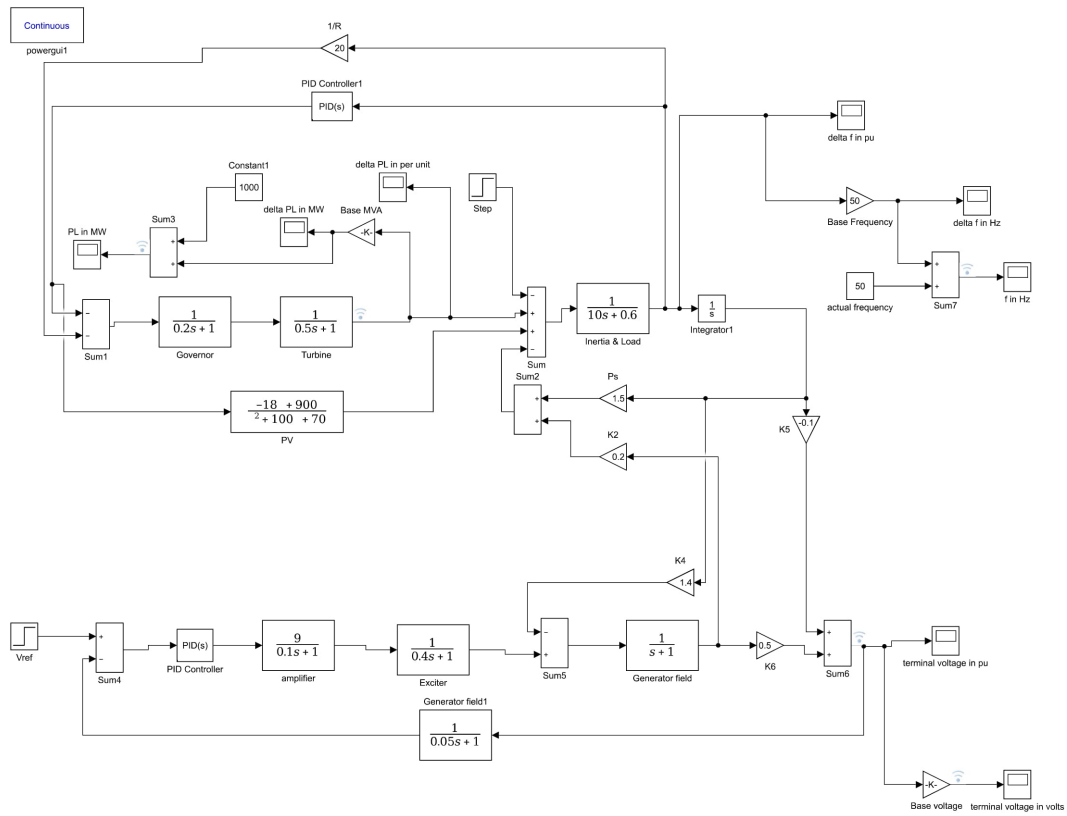 Continuous
powergui1
1/R
20
PID Controller1
PID(s)
delta f in pu
Constant1
1000
delta PL in per unit
Step
delta PL in MW
Base MVA
-K-
Sum3
+
+
PL in MW
50
Base Frequency
delta f in Hz
50
actual frequency
+
+
Sum7
f in Hz
−
−
Sum1
1
0.2s + 1
Governor
1
0.5s + 1
Turbine
−
+
+
−
Sum
1
10s + 0.6
Inertia & Load
1
s
Integrator1
Sum2
+
+
Ps
1.5
−18 + 900
2 + 100 + 70
PV
K5
-0.1
K2
0.2
K4
1.4
Vref
+
−
Sum4
PID(s)
PID Controller
9
0.1s + 1
amplifier
1
0.4s + 1
Exciter
−
+
Sum5
1
s + 1
Generator field
0.5
K6
+
+
Sum6
terminal voltage in pu
Generator field1
1
0.05s + 1
-K-
Base voltage
terminal voltage in volts